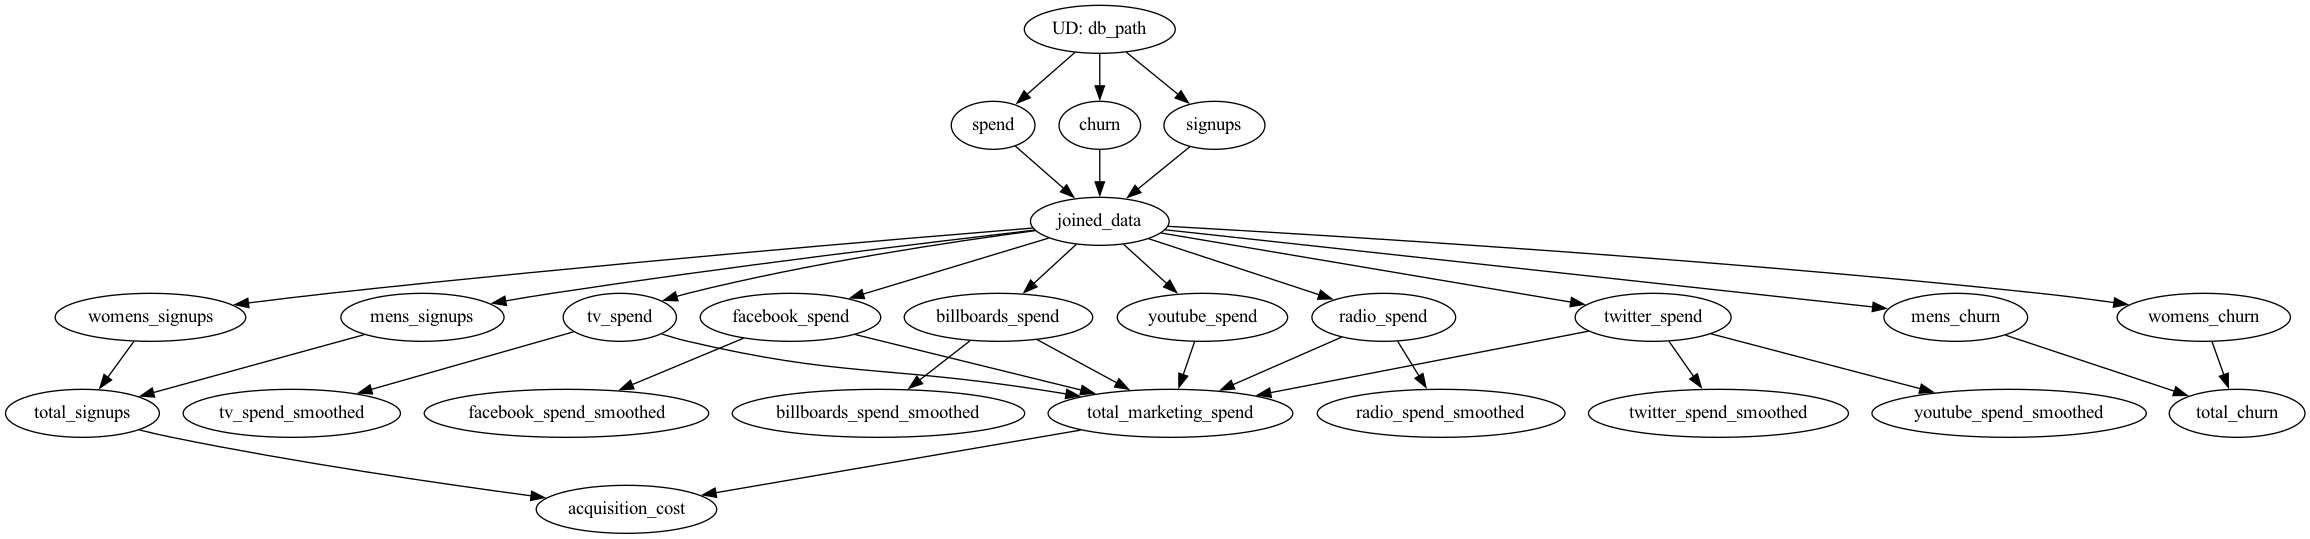 UD: db_path
spend
churn
signups
joined_data
womens_signups
mens_signups
tv_spend
facebook_spend
billboards_spend
youtube_spend
radio_spend
twitter_spend
mens_churn
womens_churn
total_signups
tv_spend_smoothed
facebook_spend_smoothed
billboards_spend_smoothed
total_marketing_spend
radio_spend_smoothed
twitter_spend_smoothed
youtube_spend_smoothed
total_churn
acquisition_cost